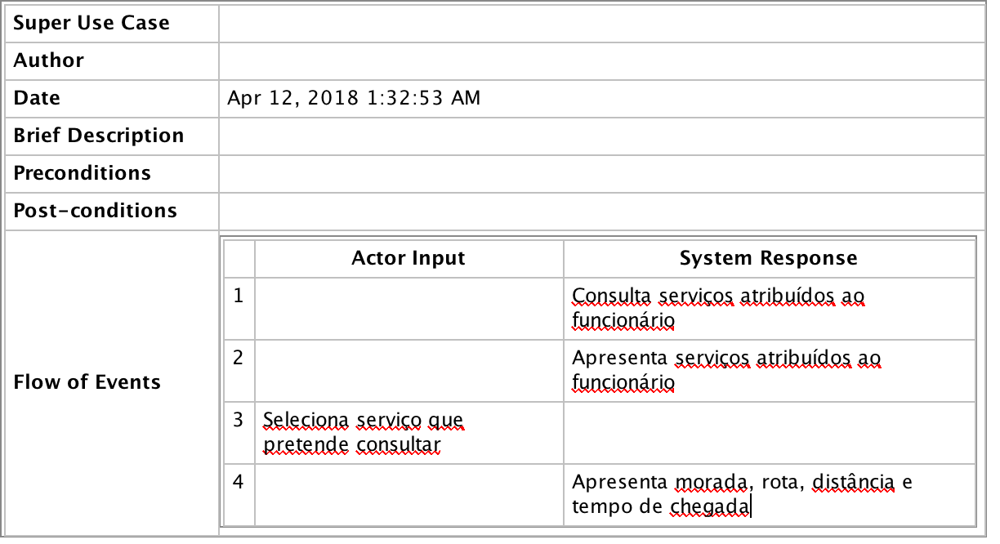 Super Use Case
Author
Date Apr 12, 2018 1:32:53 AM
Brief Description
Preconditions
Post-conditions
Flow of Events
Actor Input System Response
1 Consulta serviços atribuídos ao
funcionário
2 Apresenta serviços atribuídos ao
funcionário
3 Seleciona serviço que
pretende consultar
4 Apresenta morada, rota, distância e
tempo de chegada